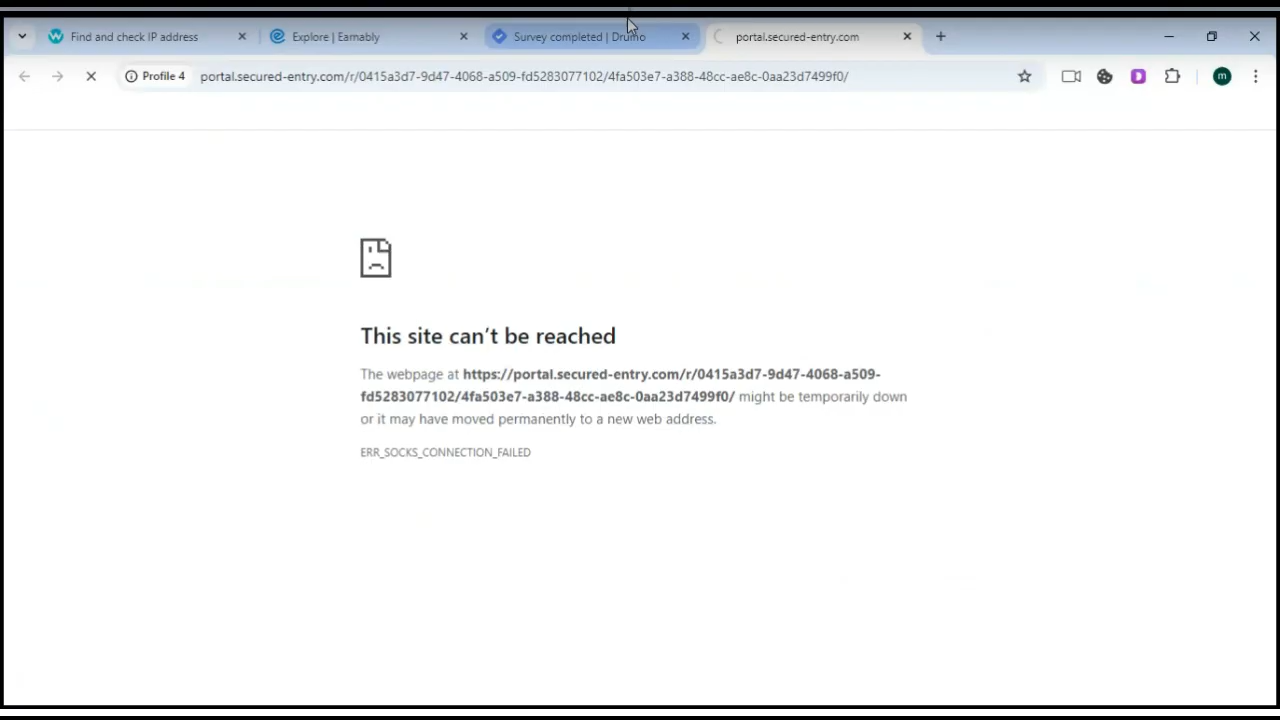 Find and check IP address
Explore | Earnably
Survey completed | Drumo
portal.secured-entry.com
Profile 4
portal.secured-entry.com/r/0415a3d7-9d47-4068-a509-fd5283077102/4fa503e7-a388-48cc-ae8c-0aa23d7499f0/
m
This site can't be reached
The webpage at https://portal.secured-entry.com/r/0415a3d7-9d47-4068-a509-
fd5283077102/4fa503e7-a388-48cc-ae8c-0aa23d7499f0/ might be temporarily down
or it may have moved permanently to a new web address.
ERR_SOCKS_CONNECTION_FAILED